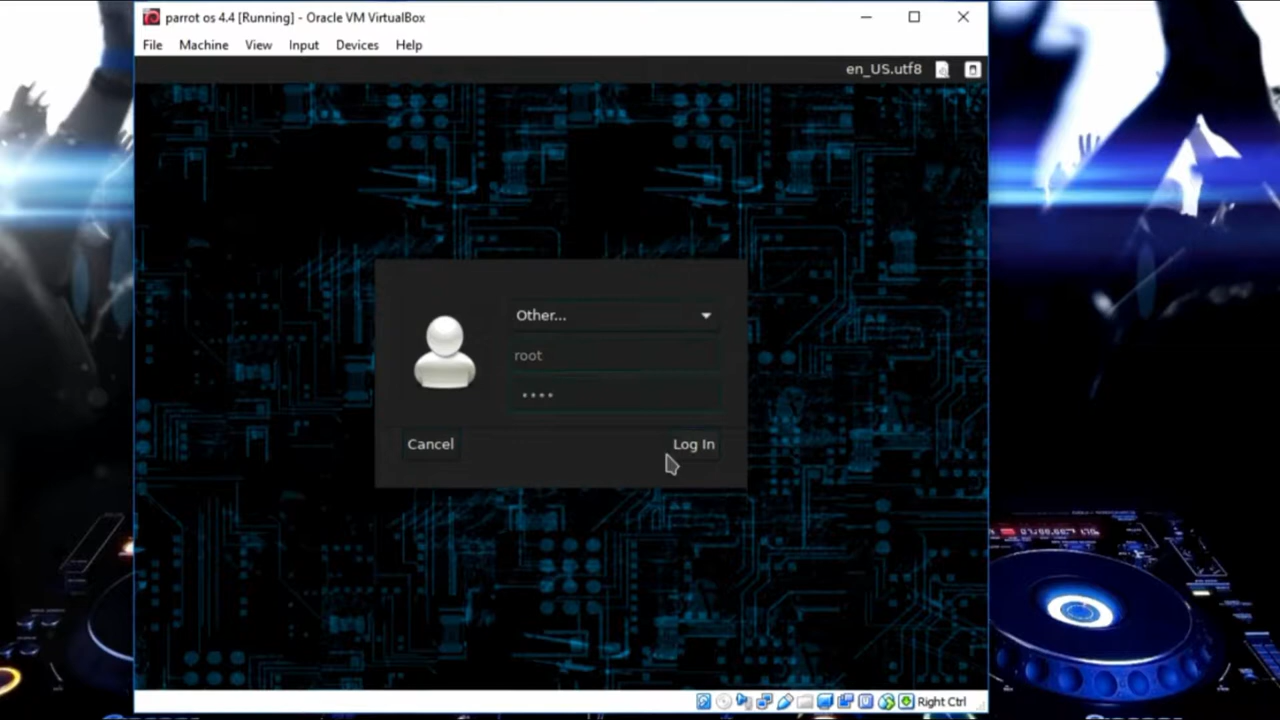 parrot os 4.4 [Running] - Oracle VM VirtualBox
File Machine View Input Devices Help
en_US.utf8
Other...
root
••••
Cancel Log In
Right Ctrl